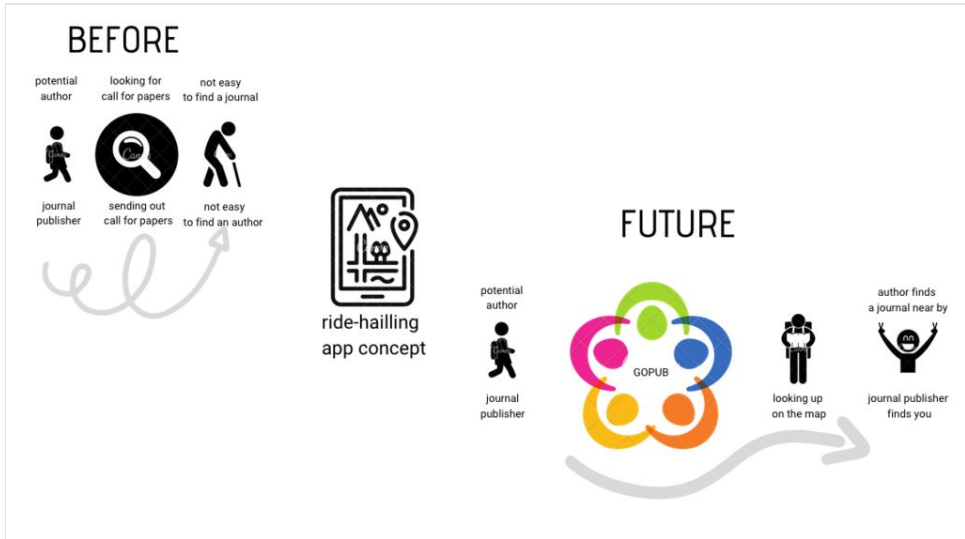 BEFORE
potential
author
looking for
call for papers
not easy
to find a journal
Canva
journal
publisher
sending out
call for papers
not easy
to find an author
ride-hailling
app concept
FUTURE
potential
author
journal
publisher
GOPUB
looking up
on the map
author finds
a journal near by
journal publisher
finds you